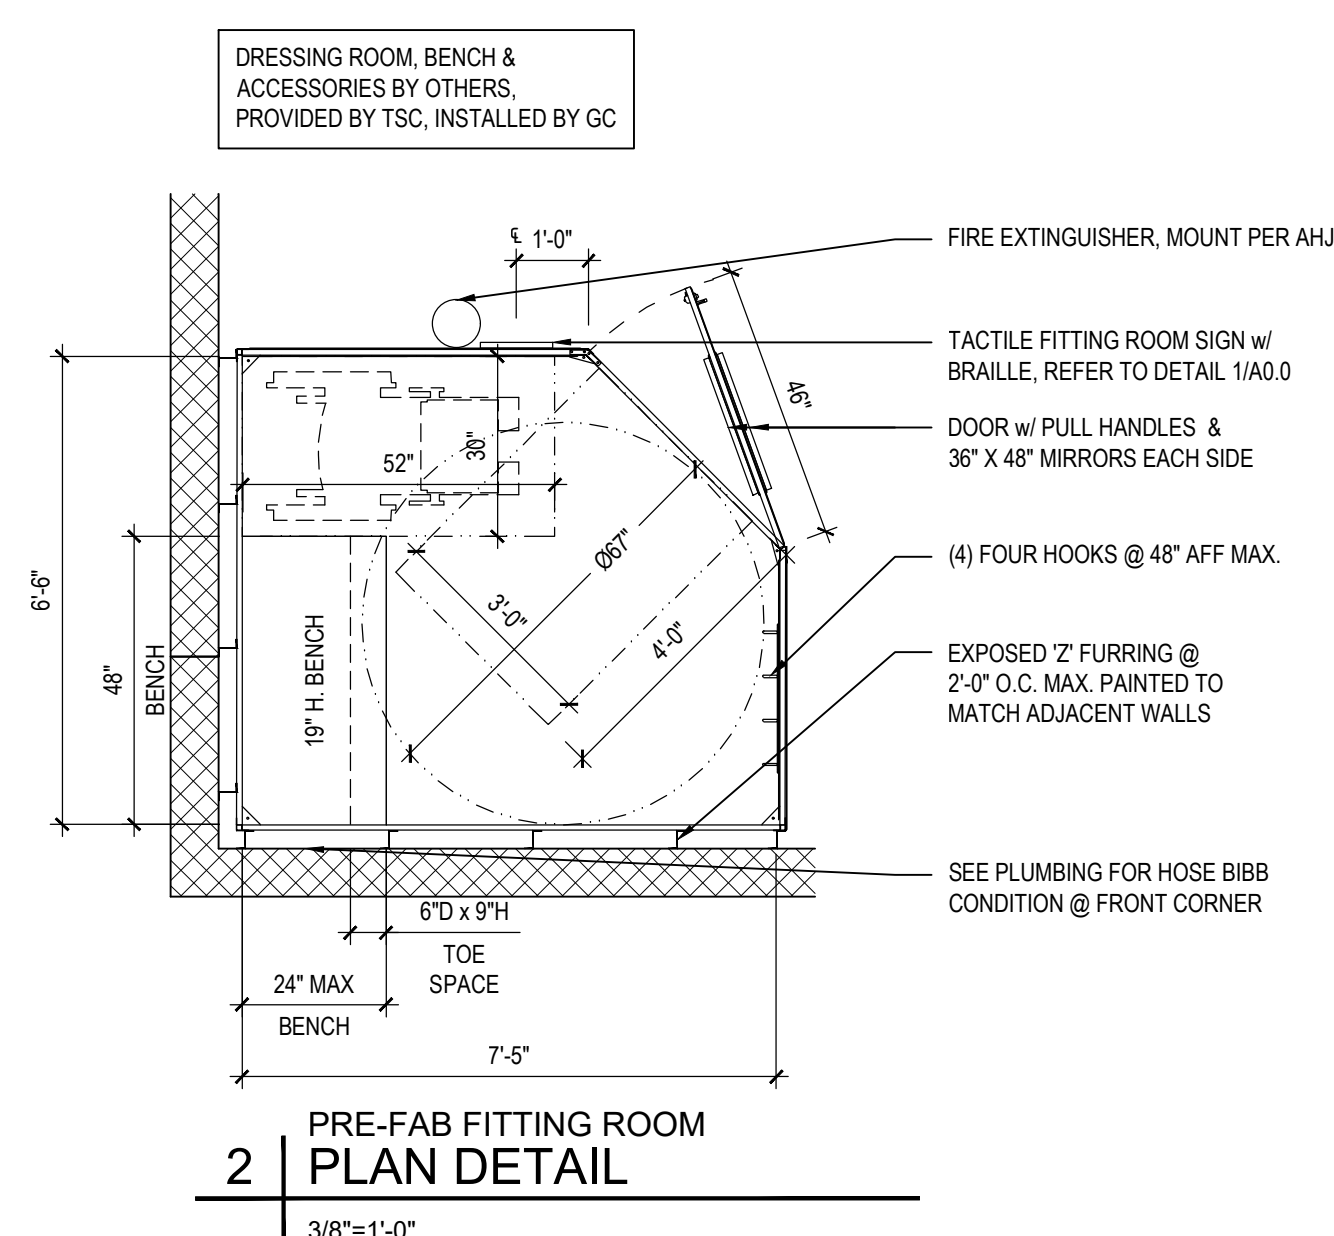 DRESSING ROOM, BENCH &
ACCESSORIES BY OTHERS,
PROVIDED BY TSC, INSTALLED BY GC
℄ 1'-0"
FIRE EXTINGUISHER, MOUNT PER AHJ
TACTILE FITTING ROOM SIGN w/
BRAILLE, REFER TO DETAIL 1/A0.0
46"
DOOR w/ PULL HANDLES &
36" X 48" MIRRORS EACH SIDE
30"
52"
Ø67"
(4) FOUR HOOKS @ 48" AFF MAX.
6'-6"
3'-0"
4'-0"
48"
BENCH
19" H. BENCH
EXPOSED 'Z' FURRING @
2'-0" O.C. MAX. PAINTED TO
MATCH ADJACENT WALLS
SEE PLUMBING FOR HOSE BIBB
CONDITION @ FRONT CORNER
6"D x 9"H
TOE
SPACE
24" MAX
BENCH
7'-5"
PRE-FAB FITTING ROOM
2 PLAN DETAIL
3/8"=1'-0"